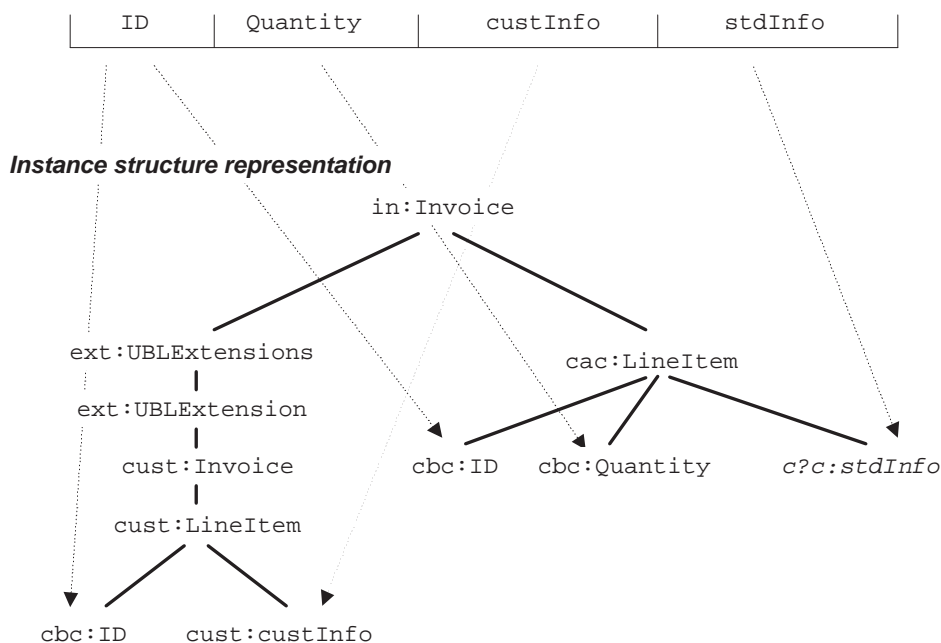 ID Quantity custInfo stdInfo
Instance structure representation
in:Invoice
ext:UBLExtensions cac:LineItem
ext:UBLExtension
cust:Invoice cbc:ID cbc:Quantity c?c:stdInfo
cust:LineItem
cbc:ID cust:custInfo